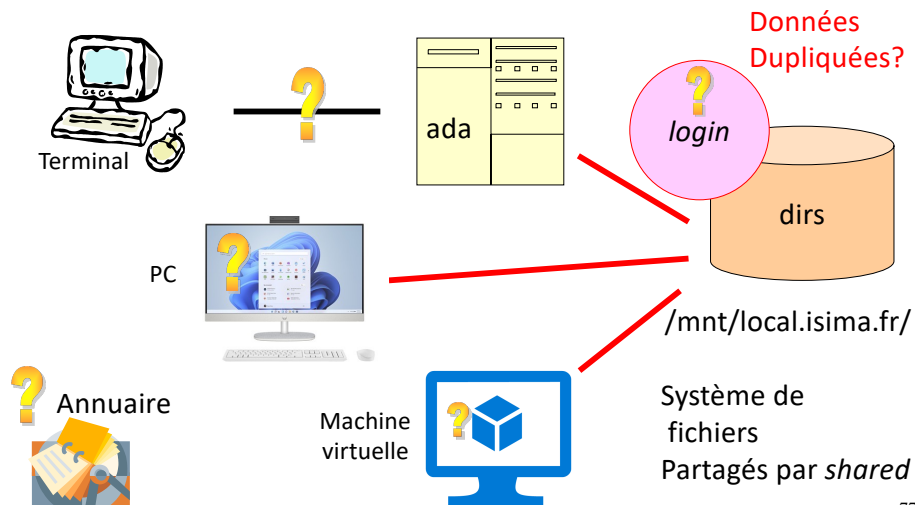 Données
Dupliquées?
login
ada
Terminal
dirs
PC
/mnt/local.isima.fr/
Annuaire
Machine
virtuelle
Système de
fichiers
Partagés par shared